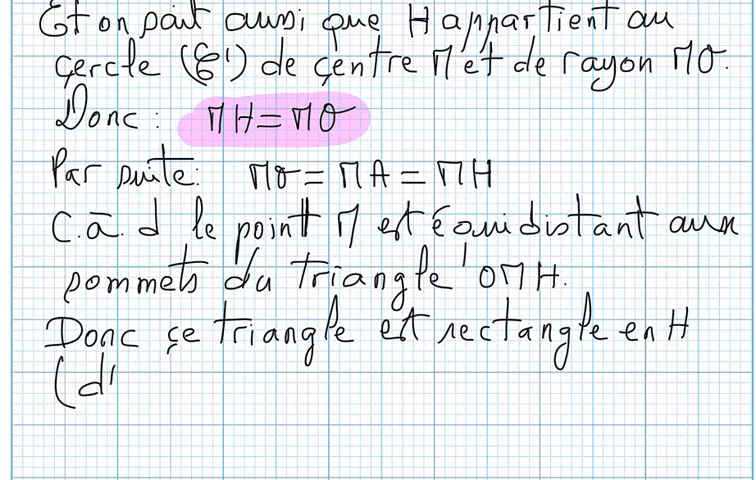 Et on sait aussi que H appartient au
cercle (C') de centre M et de rayon MO.
Donc : MH = MO
Par suite : MO = MA = MH
C.à.d le point M est équidistant aux
sommets du triangle OMH.
Donc ce triangle est rectangle en H
(d'